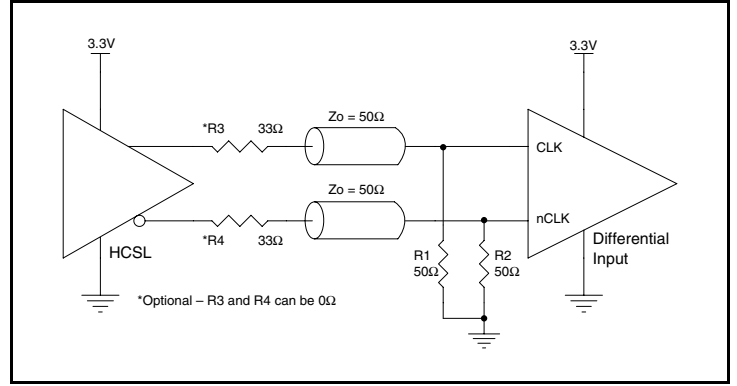 3.3V
3.3V
*R3
33Ω
Zo = 50Ω
CLK
Zo = 50Ω
nCLK
*R4
33Ω
HCSL
R1
50Ω
R2
50Ω
Differential
Input
*Optional – R3 and R4 can be 0Ω